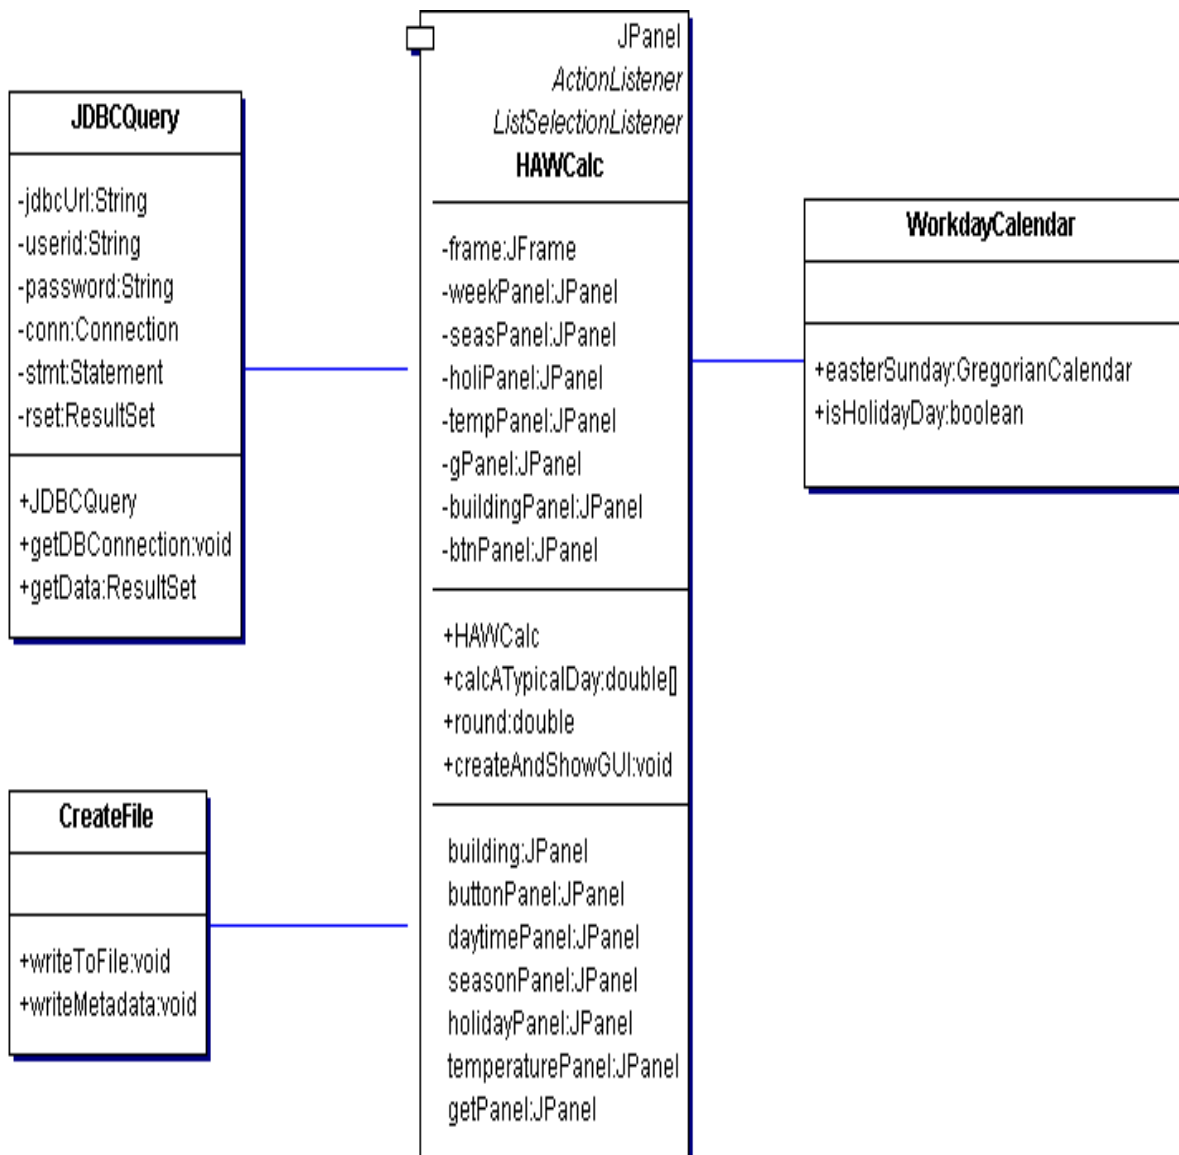 JDBCQuery
-jdbcUrl:String
-userid:String
-password:String
-conn:Connection
-stmt:Statement
-rset:ResultSet
+JDBCQuery
+getDBConnection:void
+getData:ResultSet
CreateFile
+writeToFile:void
+writeMetadata:void
JPanel
ActionListener
ListSelectionListener
HAWCalc
-frame:JFrame
-weekPanel:JPanel
-seasPanel:JPanel
-holiPanel:JPanel
-tempPanel:JPanel
-gPanel:JPanel
-buildingPanel:JPanel
-btnPanel:JPanel
+HAWCalc
+calcATypicalDay:double[]
+round:double
+createAndShowGUI:void
building:JPanel
buttonPanel:JPanel
daytimePanel:JPanel
seasonPanel:JPanel
holidayPanel:JPanel
temperaturePanel:JPanel
getPanel:JPanel
WorkdayCalendar
+easterSunday:GregorianCalendar
+isHolidayDay:boolean